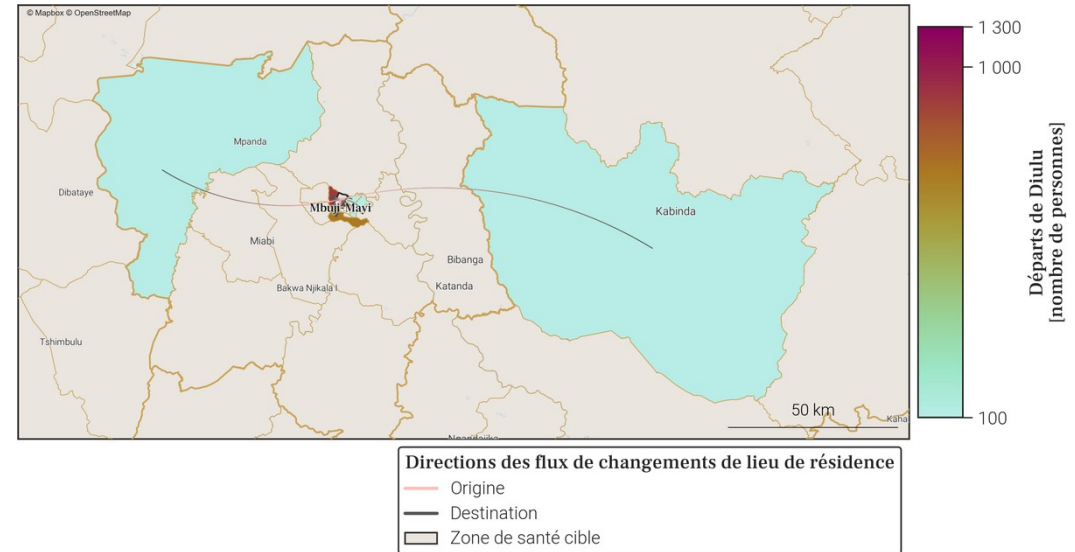 © Mapbox © OpenStreetMap
1 300
1 000
Mpanda
Dibataye
Mbuji-Mayi
Kabinda
Miabi
Bibanga
Katanda
Bakwa Njikala I
Tshimbulu
50 km
100
Départs de Diulu
[nombre de personnes]
Directions des flux de changements de lieu de résidence
Origine
Destination
Zone de santé cible